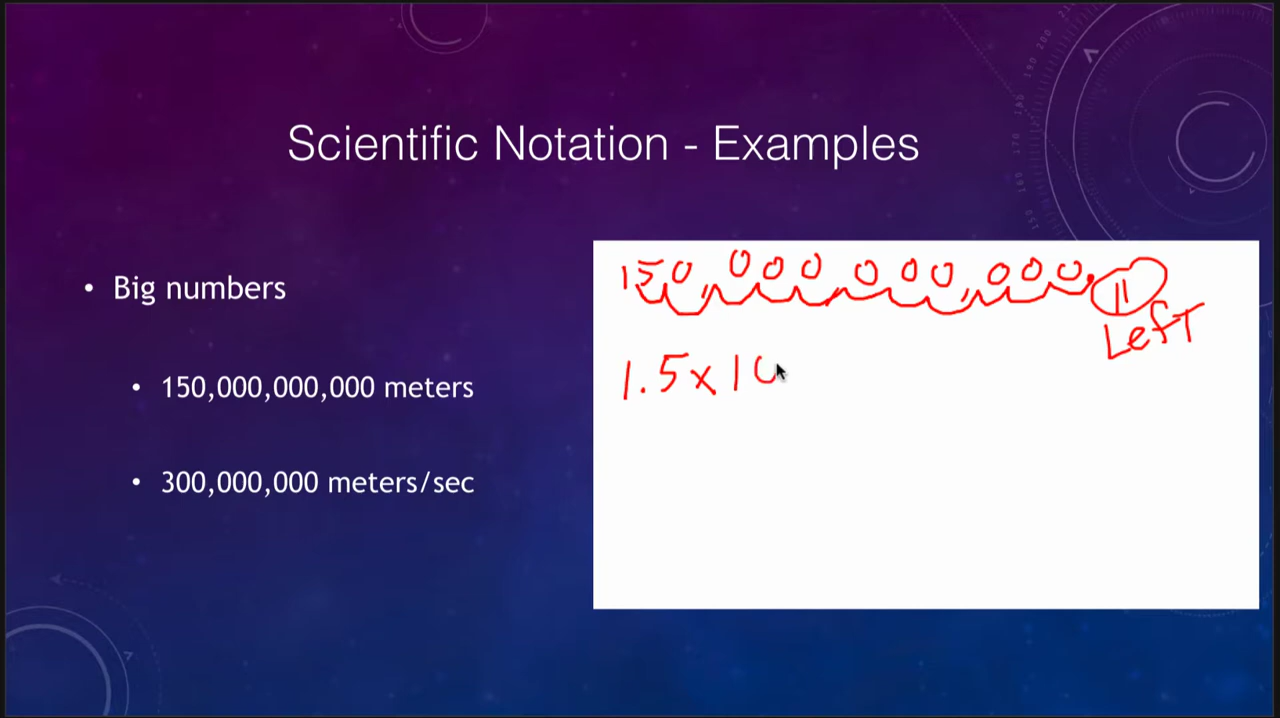 Scientific Notation - Examples
• Big numbers
• 150,000,000,000 meters
• 300,000,000 meters/sec
150,000,000,000. 11
Left
1.5 x 10